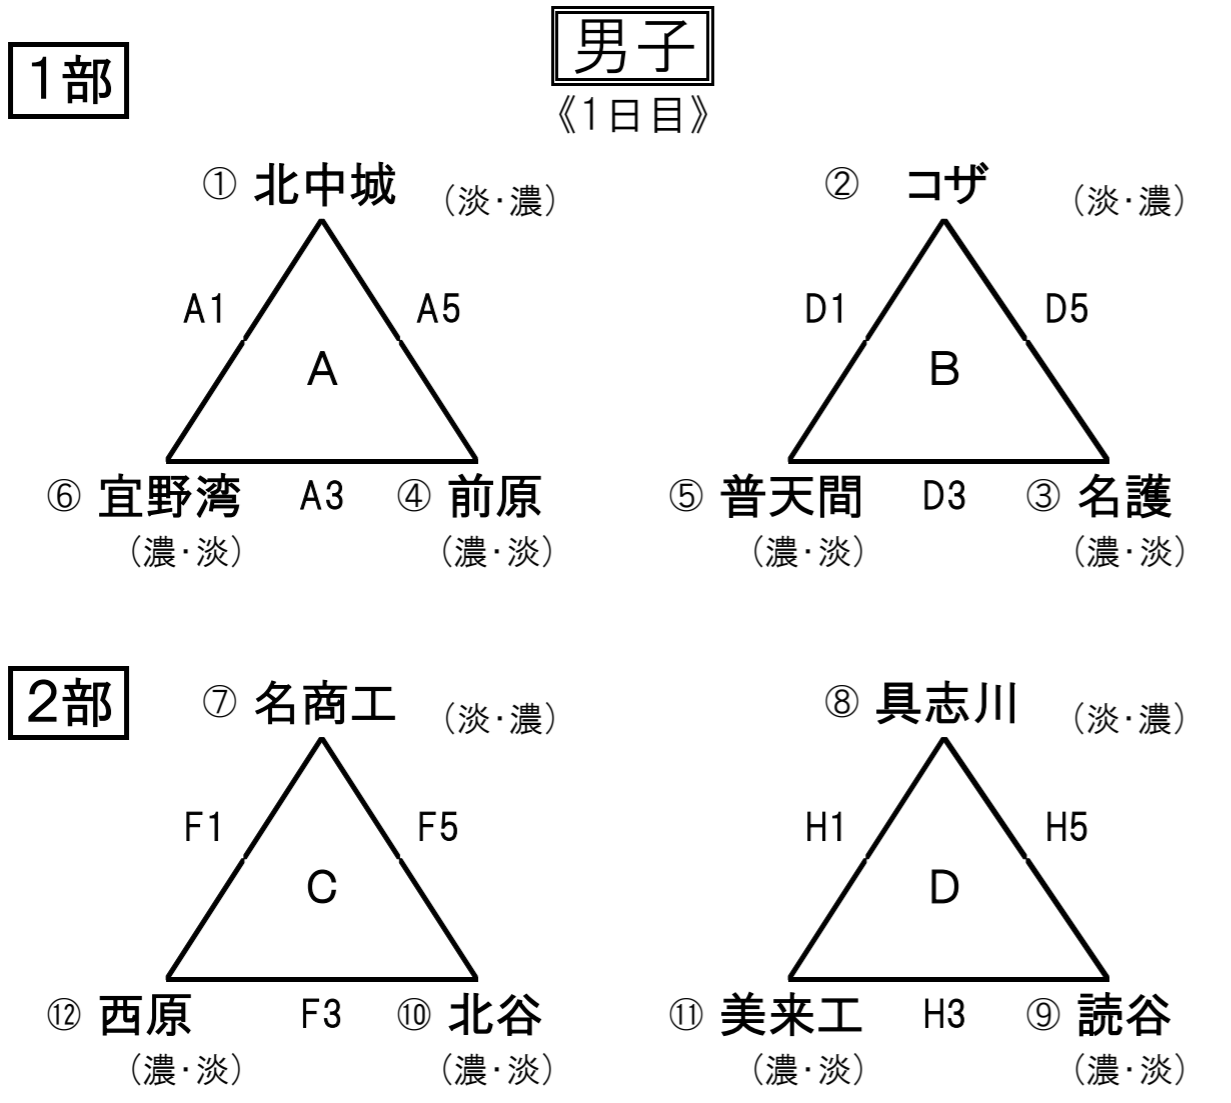 男子
1部
《1日目》
① 北中城 (淡・濃)
② コザ (淡・濃)
A1 A5
D1 D5
A
B
⑥ 宜野湾 A3 ④ 前原
⑤ 普天間 D3 ③ 名護
(濃・淡) (濃・淡)
(濃・淡) (濃・淡)
2部
⑦ 名商工 (淡・濃)
⑧ 具志川 (淡・濃)
F1 F5
H1 H5
C
D
⑫ 西原 F3 ⑩ 北谷
⑪ 美来工 H3 ⑨ 読谷
(濃・淡) (濃・淡)
(濃・淡) (濃・淡)